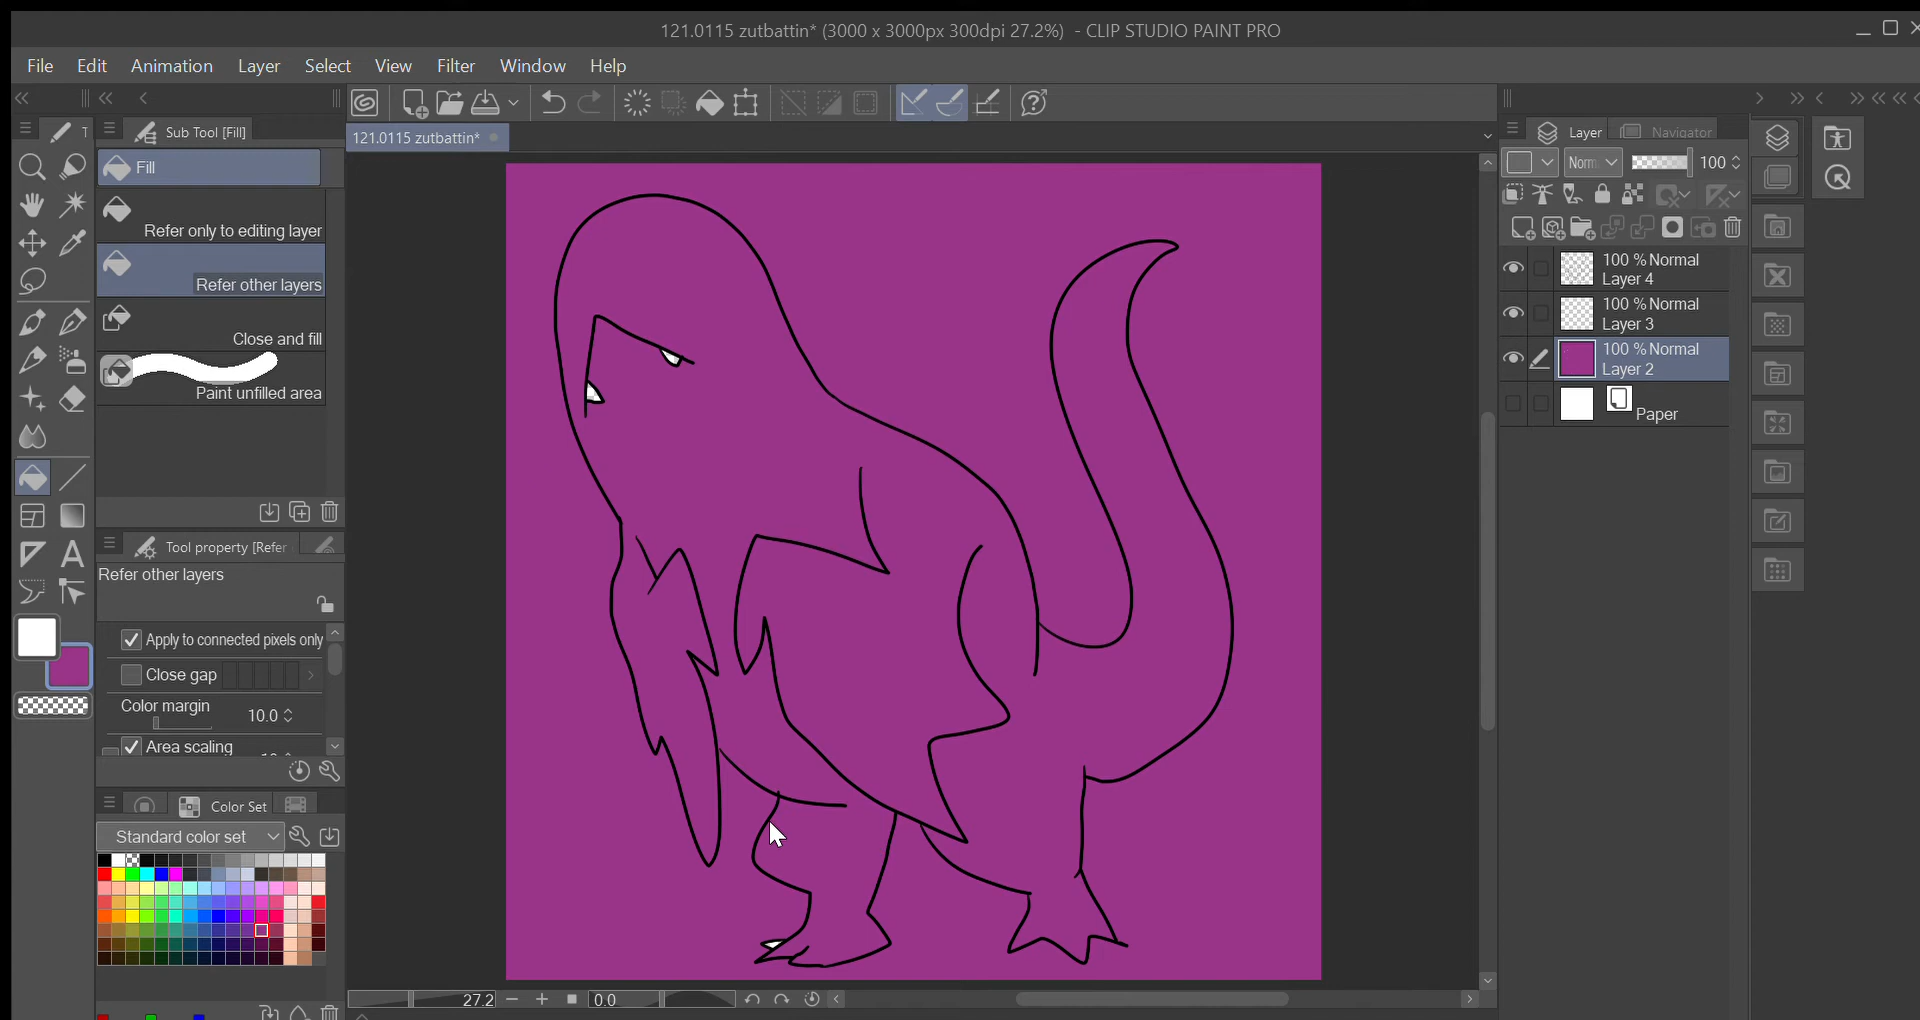 121.0115 zutbattin* (3000 x 3000px 300dpi 27.2%) - CLIP STUDIO PAINT PRO
File Edit Animation Layer Select View Filter Window Help
T
Sub Tool [Fill]
121.0115 zutbattin*
Layer
Navigator
Fill
Norm
100
Refer only to editing layer
Refer other layers
Close and fill
Paint unfilled area
100 % Normal
Layer 4
100 % Normal
Layer 3
100 % Normal
Layer 2
Paper
Tool property [Refer
Refer other layers
Apply to connected pixels only
Close gap
Color margin
10.0
Area scaling
Color Set
Standard color set
27.2
0.0